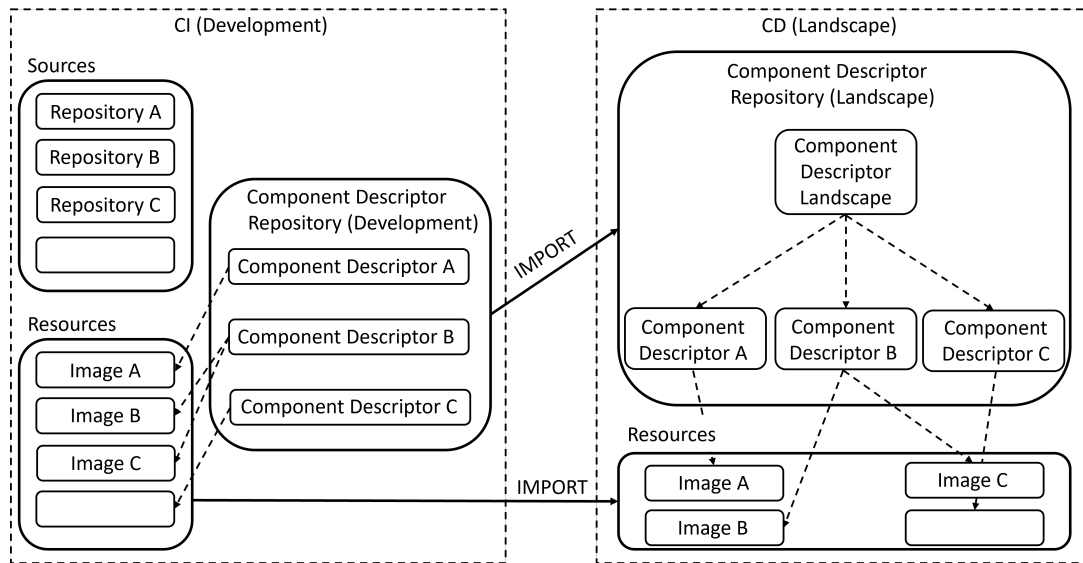 CI (Development)
Sources
Repository A
Repository B
Repository C
Component Descriptor
Repository (Development)
Component Descriptor A
Component Descriptor B
Component Descriptor C
Resources
Image A
Image B
Image C
IMPORT
IMPORT
CD (Landscape)
Component Descriptor
Repository (Landscape)
Component
Descriptor
Landscape
Component
Descriptor A
Component
Descriptor B
Component
Descriptor C
Resources
Image A
Image B
Image C